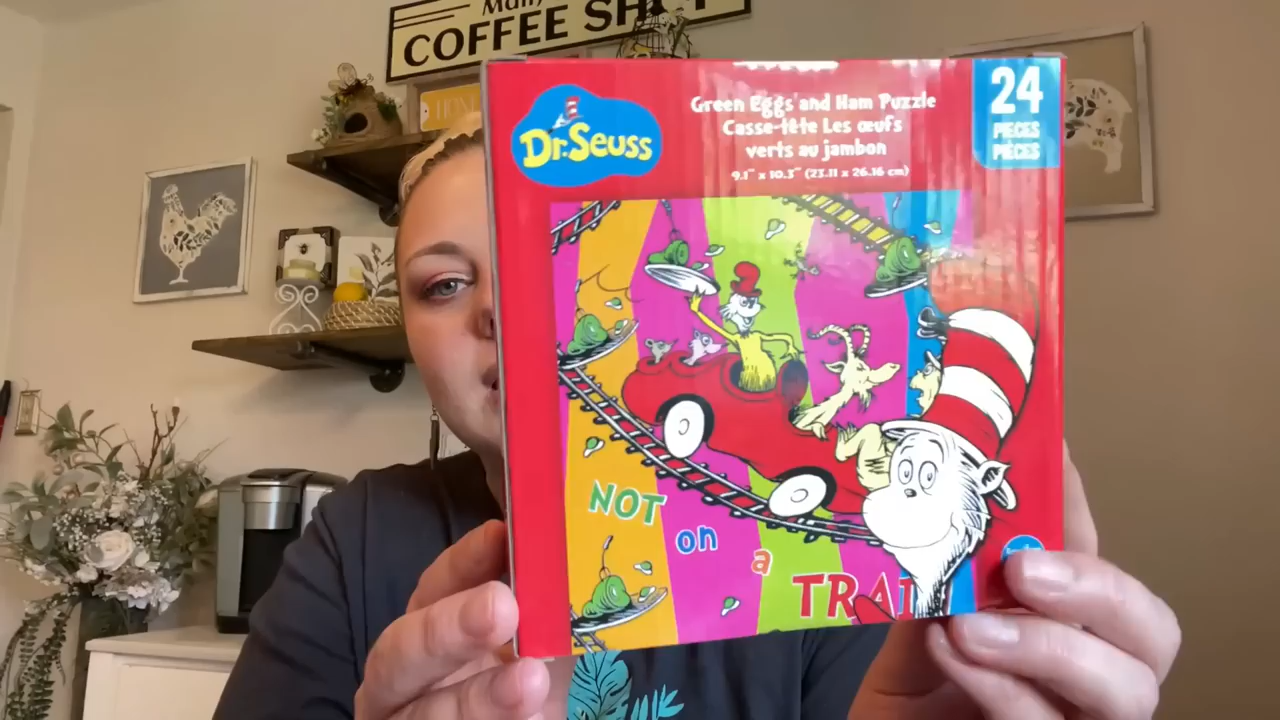 COFFEE SHOP
Dr. Seuss
Green Eggs and Ham Puzzle
Casse-tête Les œufs
verts au jambon
9.1" x 10.3" (23.11 x 26.16 cm)
24
PIECES
PIÈCES
NOT
on
a
TRAI